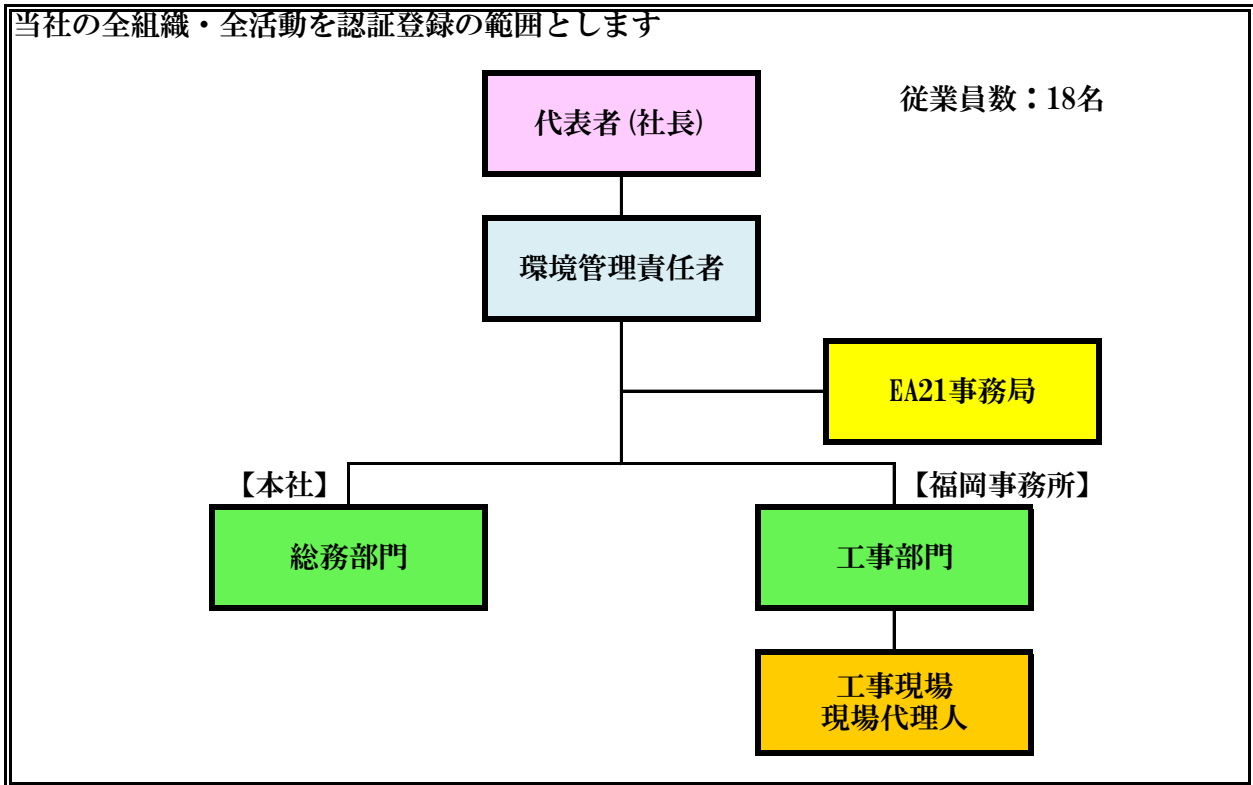 当社の全組織・全活動を認証登録の範囲とします
従業員数：18名
代表者 (社長)
環境管理責任者
EA21事務局
【本社】
【福岡事務所】
総務部門
工事部門
工事現場
現場代理人